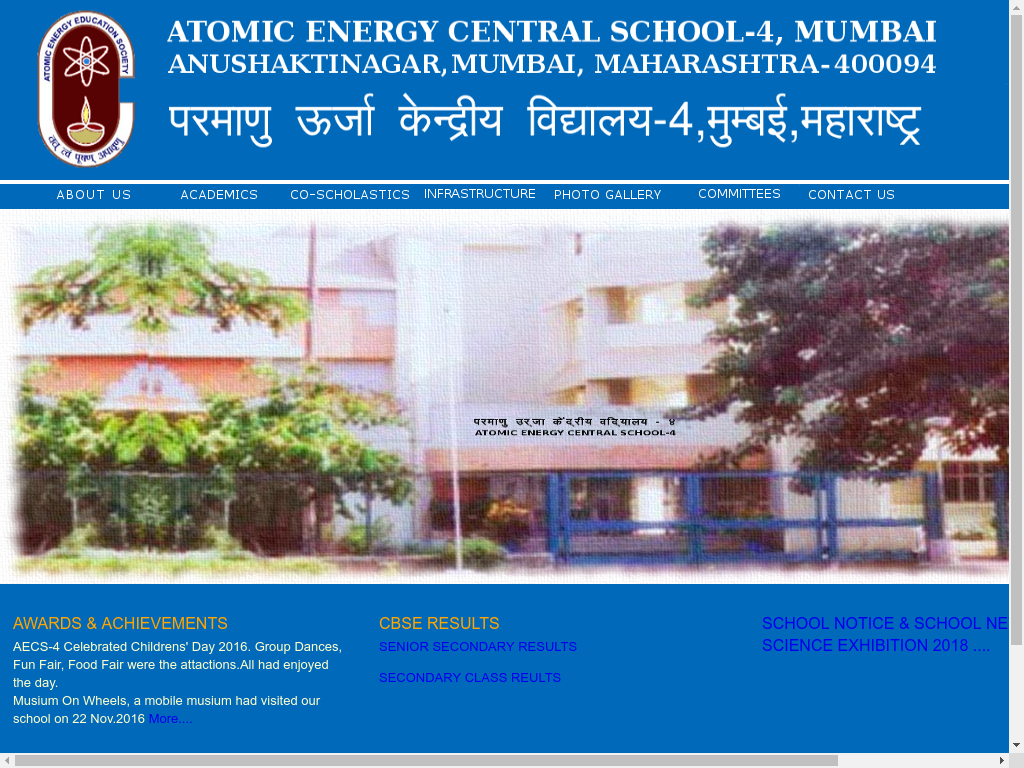 ATOMIC ENERGY EDUCATION SOCIETY
ATOMIC ENERGY CENTRAL SCHOOL-4, MUMBAI
ANUSHAKTINAGAR, MUMBAI, MAHARASHTRA-400094
परमाणु ऊर्जा केन्द्रीय विद्यालय-4,मुम्बई,महाराष्ट्र
ABOUT US ACADEMICS CO-SCHOLASTICS INFRASTRUCTURE PHOTO GALLERY COMMITTEES CONTACT US
परमाणु उर्जा केंद्रीय विद्यालय - ४
ATOMIC ENERGY CENTRAL SCHOOL-4
AWARDS & ACHIEVEMENTS
AECS-4 Celebrated Childrens' Day 2016. Group Dances,
Fun Fair, Food Fair were the attactions.All had enjoyed
the day.
Musium On Wheels, a mobile musium had visited our
school on 22 Nov.2016 More....
CBSE RESULTS
SENIOR SECONDARY RESULTS
SECONDARY CLASS REULTS
SCHOOL NOTICE & SCHOOL NE
SCIENCE EXHIBITION 2018 ....